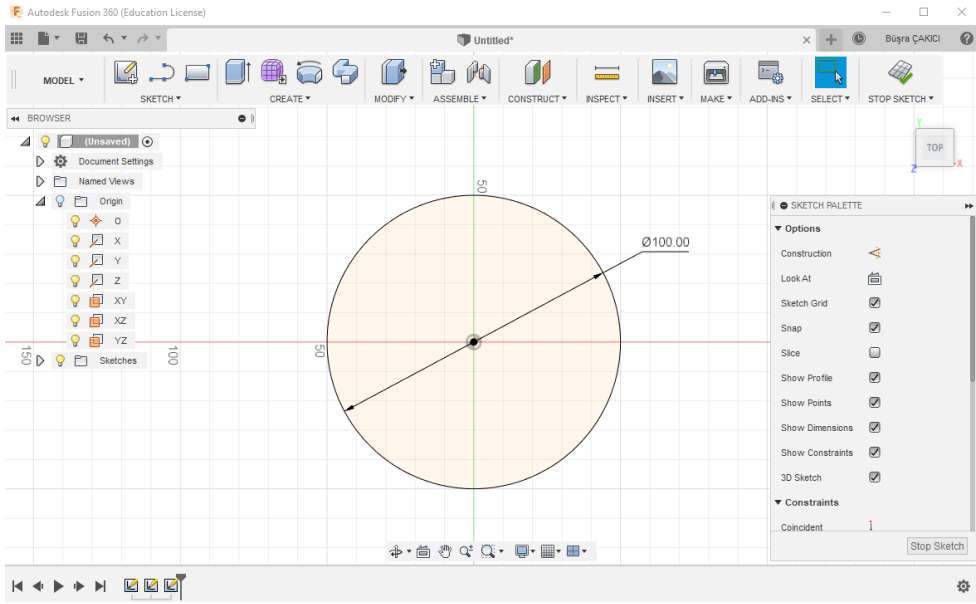 Autodesk Fusion 360 (Education License)
Untitled*
Büşra ÇAKICI
MODEL
SKETCH
CREATE
MODIFY
ASSEMBLE
CONSTRUCT
INSPECT
INSERT
MAKE
ADD-INS
SELECT
STOP SKETCH
BROWSER
(Unsaved)
Document Settings
Named Views
Origin
O
X
Y
Z
XY
XZ
YZ
Sketches
150
100
50
50
Ø100.00
Y
TOP
X
Z
SKETCH PALETTE
Options
Construction
Look At
Sketch Grid
Snap
Slice
Show Profile
Show Points
Show Dimensions
Show Constraints
3D Sketch
Constraints
Coincident
Stop Sketch